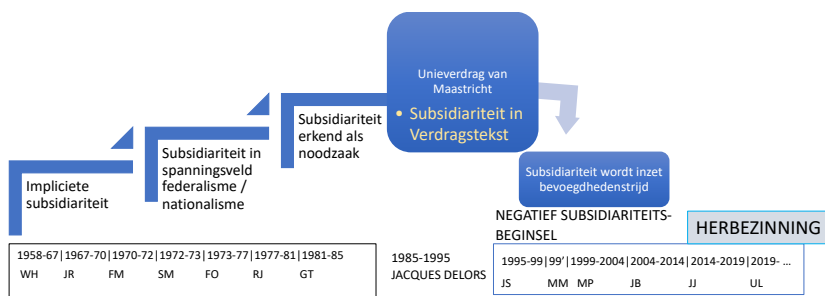 Unieverdrag van
Maastricht
• Subsidiariteit in
Verdragstekst
Subsidiariteit
erkend als
noodzaak
Subsidiariteit in
spanningsveld
federalisme /
nationalisme
Impliciete
subsidiariteit
Subsidiariteit wordt inzet
bevoegdhedenstrijd
NEGATIEF SUBSIDIARITEITS-
BEGINSEL
HERBEZINNING
1958-67|1967-70|1970-72|1972-73|1973-77|1977-81|1981-85
WH JR FM SM FO RJ GT
1985-1995
JACQUES DELORS
1995-99|99’|1999-2004|2004-2014|2014-2019|2019- ...
JS MM MP JB JJ UL